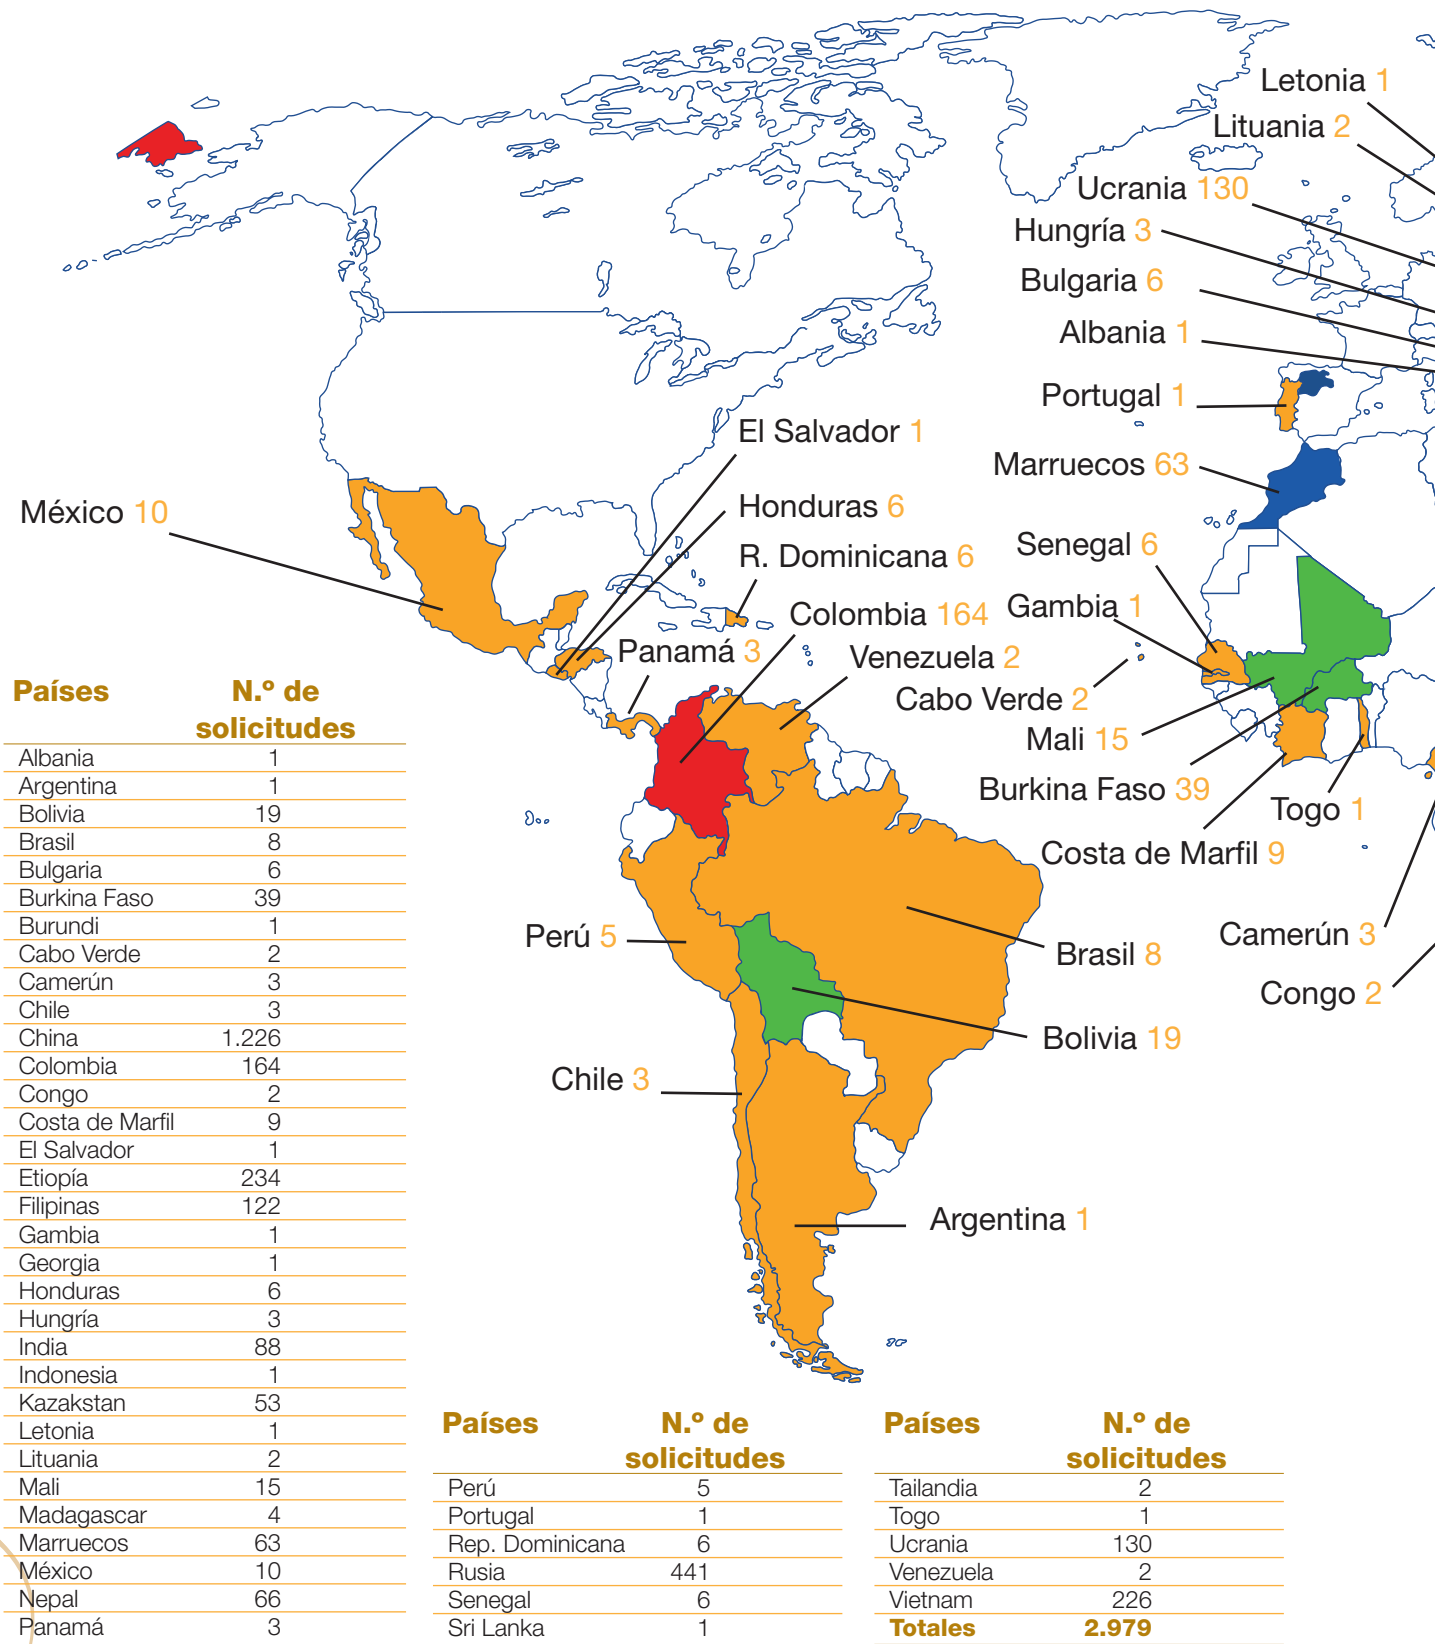 Letonia 1
Lituania 2
Ucrania 130
Hungría 3
Bulgaria 6
Albania 1
Portugal 1
El Salvador 1
Marruecos 63
México 10
Honduras 6
Senegal 6
R. Dominicana 6
Gambia 1
Colombia 164
Panamá 3
Venezuela 2
Cabo Verde 2
Mali 15
Burkina Faso 39
Togo 1
Costa de Marfil 9
Perú 5
Brasil 8
Camerún 3
Congo 2
Bolivia 19
Chile 3
Argentina 1
Países N.º de
solicitudes
Albania 1
Argentina 1
Bolivia 19
Brasil 8
Bulgaria 6
Burkina Faso 39
Burundi 1
Cabo Verde 2
Camerún 3
Chile 3
China 1.226
Colombia 164
Congo 2
Costa de Marfil 9
El Salvador 1
Etiopía 234
Filipinas 122
Gambia 1
Georgia 1
Honduras 6
Hungría 3
India 88
Indonesia 1
Kazakstan 53
Letonia 1
Lituania 2
Mali 15
Madagascar 4
Marruecos 63
México 10
Nepal 66
Panamá 3
Países N.º de
solicitudes
Perú 5
Portugal 1
Rep. Dominicana 6
Rusia 441
Senegal 6
Sri Lanka 1
Países N.º de
solicitudes
Tailandia 2
Togo 1
Ucrania 130
Venezuela 2
Vietnam 226
Totales 2.979